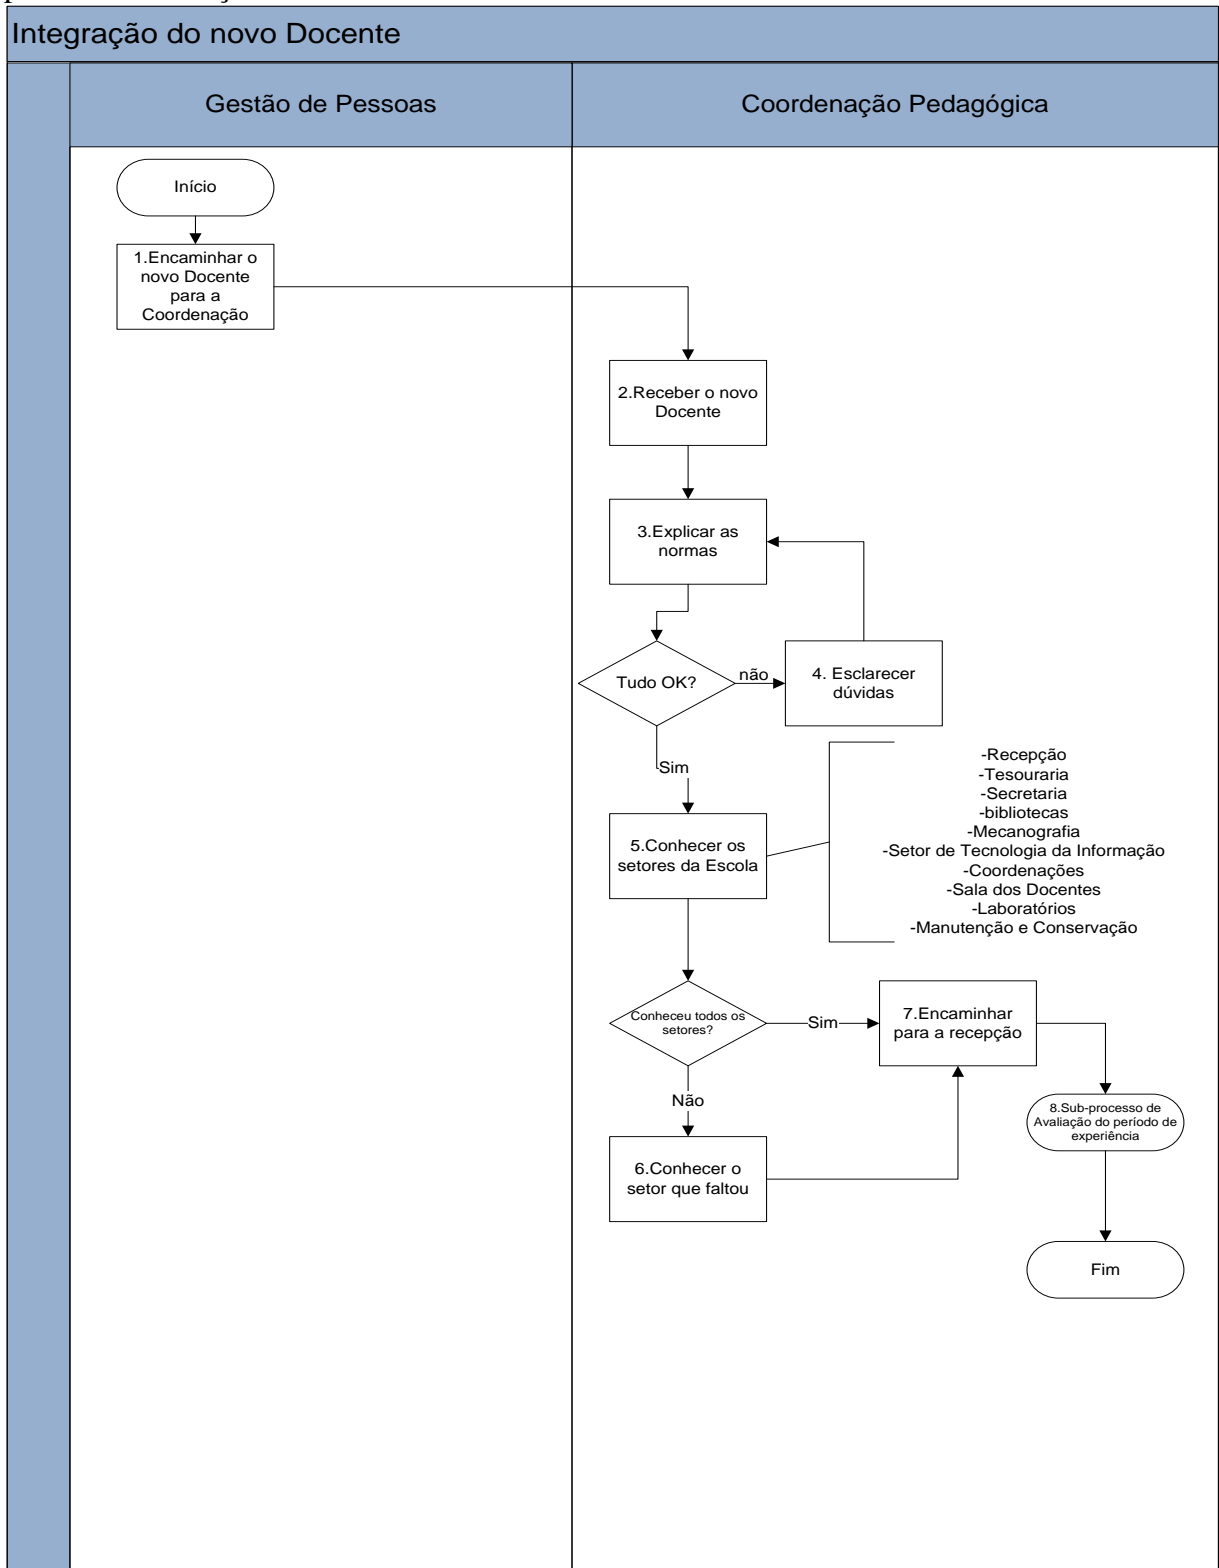 Integração do novo Docente
Gestão de Pessoas
Coordenação Pedagógica
Início
1.Encaminhar o
novo Docente
para a
Coordenação
2.Receber o novo
Docente
3.Explicar as
normas
Tudo OK?
não
4. Esclarecer
dúvidas
Sim
5.Conhecer os
setores da Escola
-Recepção
-Tesouraria
-Secretaria
-bibliotecas
-Mecanografia
-Setor de Tecnologia da Informação
-Coordenações
-Sala dos Docentes
-Laboratórios
-Manutenção e Conservação
Conheceu todos os
setores?
Sim
7.Encaminhar
para a recepção
Não
8.Sub-processo de
Avaliação do período de
experiência
6.Conhecer o
setor que faltou
Fim